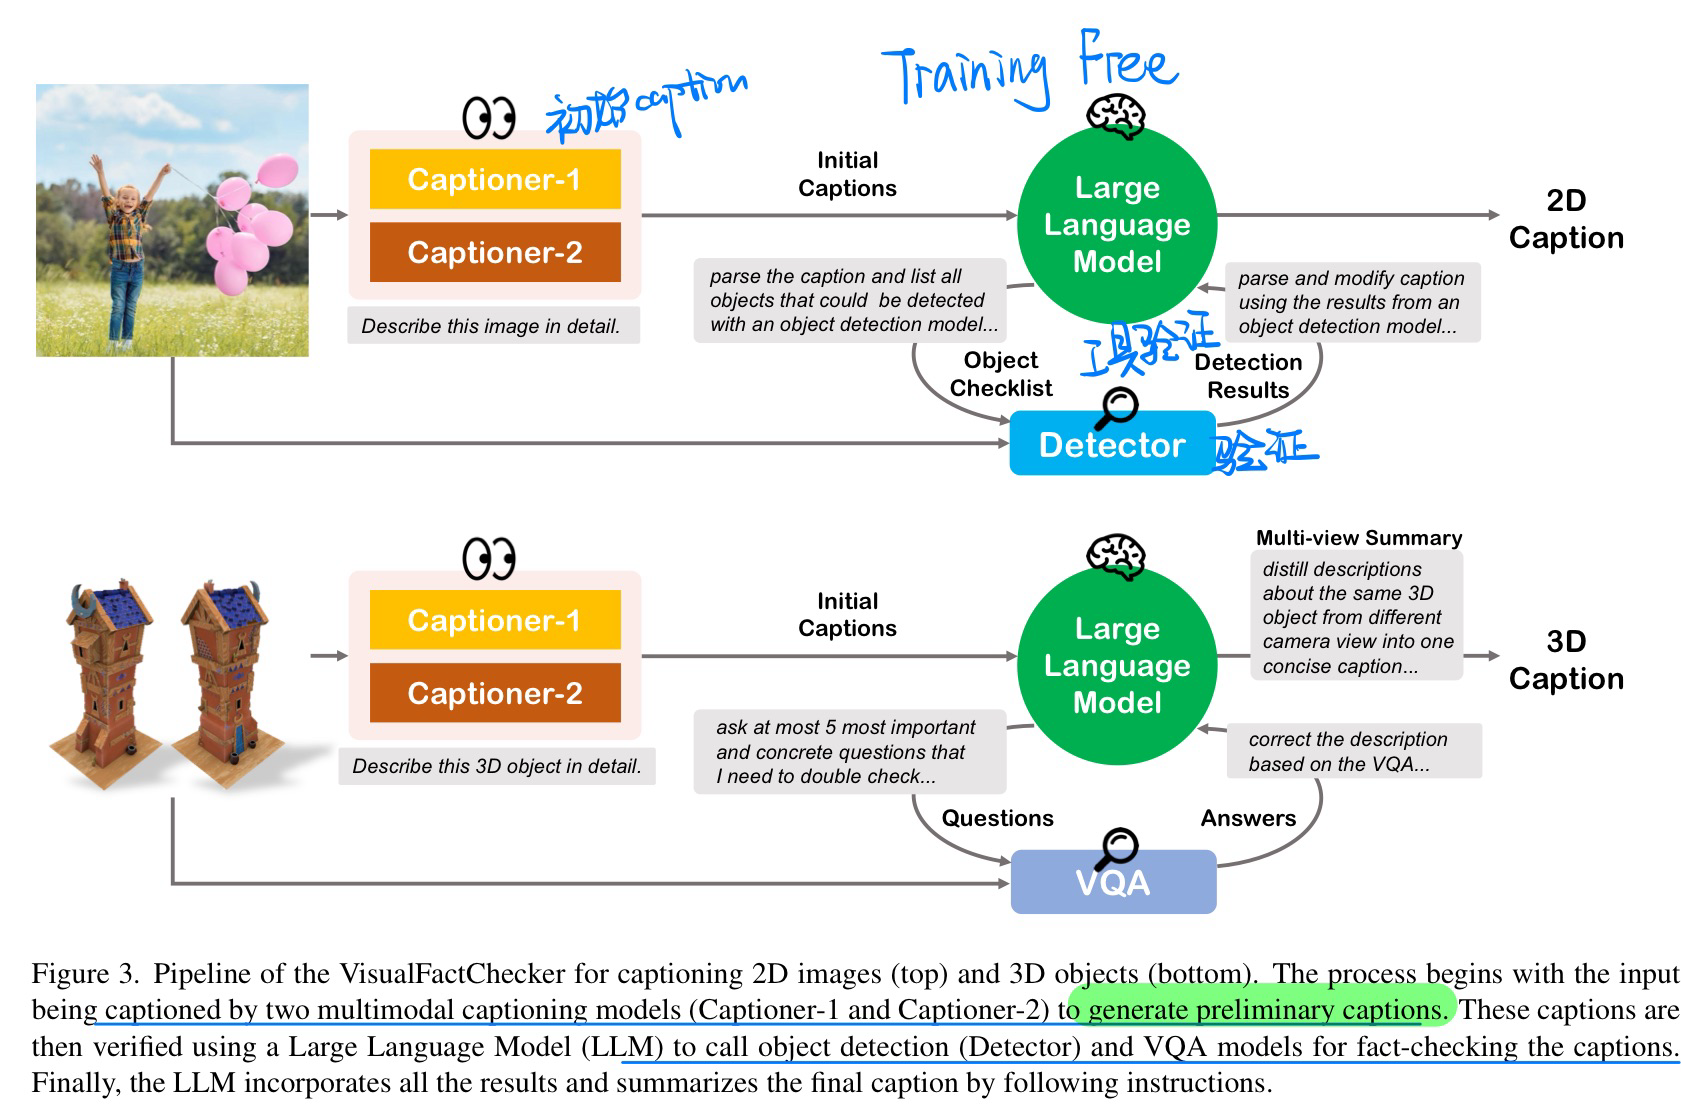 Training Free
初始caption
Captioner-1
Captioner-2
Describe this image in detail.
Initial
Captions
Large
Language
Model
2D
Caption
parse the caption and list all
objects that could be detected
with an object detection model...
parse and modify caption
using the results from an
object detection model...
工具验证
Object
Checklist
Detection
Results
Detector
验证
Captioner-1
Captioner-2
Describe this 3D object in detail.
Initial
Captions
Large
Language
Model
Multi-view Summary
distill descriptions
about the same 3D
object from different
camera view into one
concise caption...
3D
Caption
ask at most 5 most important
and concrete questions that
I need to double check...
correct the description
based on the VQA...
Questions
Answers
VQA
Figure 3. Pipeline of the VisualFactChecker for captioning 2D images (top) and 3D objects (bottom). The process begins with the input
being captioned by two multimodal captioning models (Captioner-1 and Captioner-2) to generate preliminary captions. These captions are
then verified using a Large Language Model (LLM) to call object detection (Detector) and VQA models for fact-checking the captions.
Finally, the LLM incorporates all the results and summarizes the final caption by following instructions.